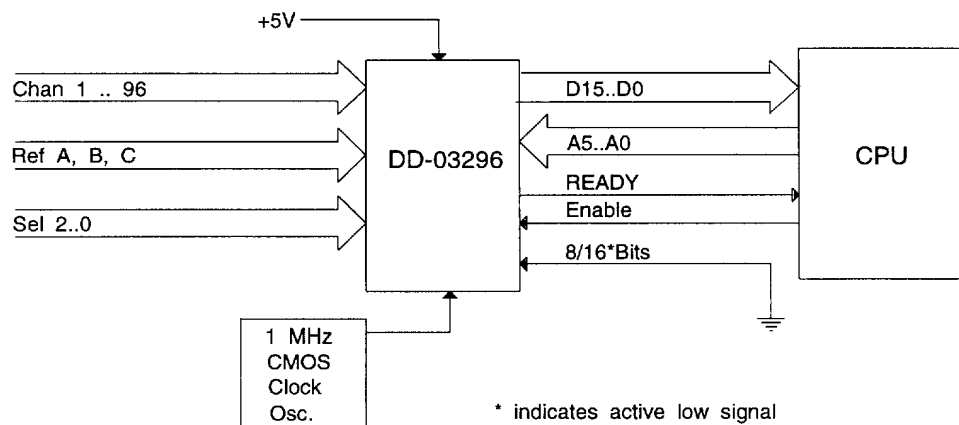 +5V
Chan 1 .. 96
Ref A, B, C
Sel 2..0
DD-03296
D15..D0
A5..A0
READY
Enable
8/16*Bits
CPU
1 MHz
CMOS
Clock
Osc.
* indicates active low signal